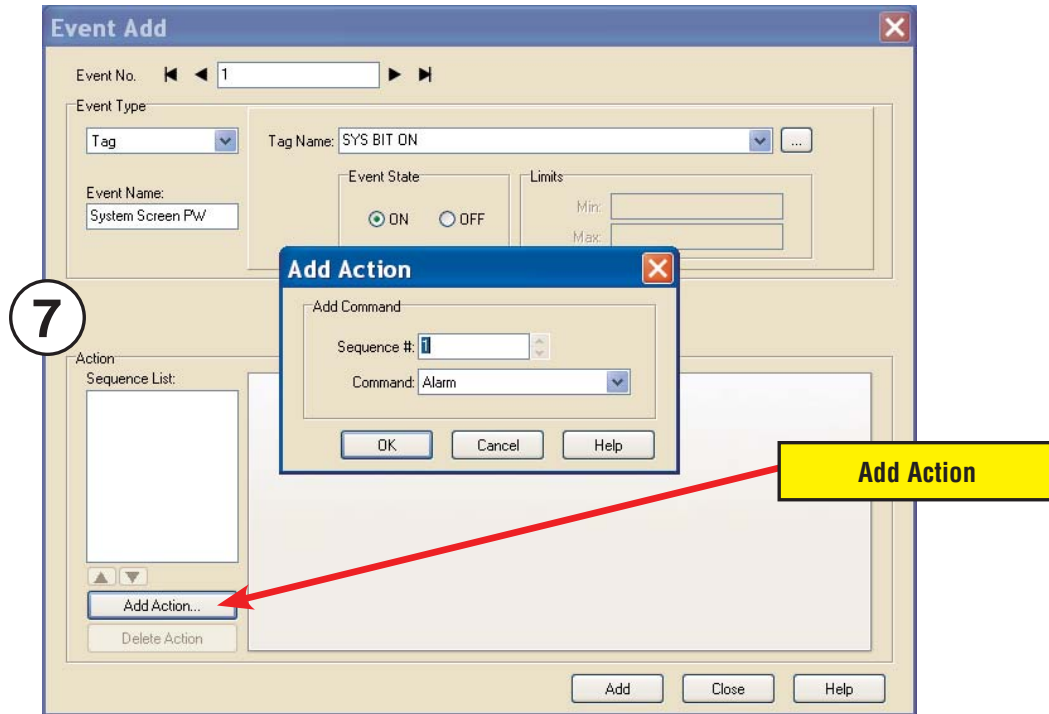 Event Add
Event No. 1
Event Type
Tag
Tag Name: SYS BIT ON
...
Event Name:
System Screen PW
Event State
ON OFF
Limits
Min:
Max:
7
Add Action
Add Command
Sequence #: 1
Command: Alarm
OK Cancel Help
Action
Sequence List:
Add Action
Add Action...
Delete Action
Add Close Help